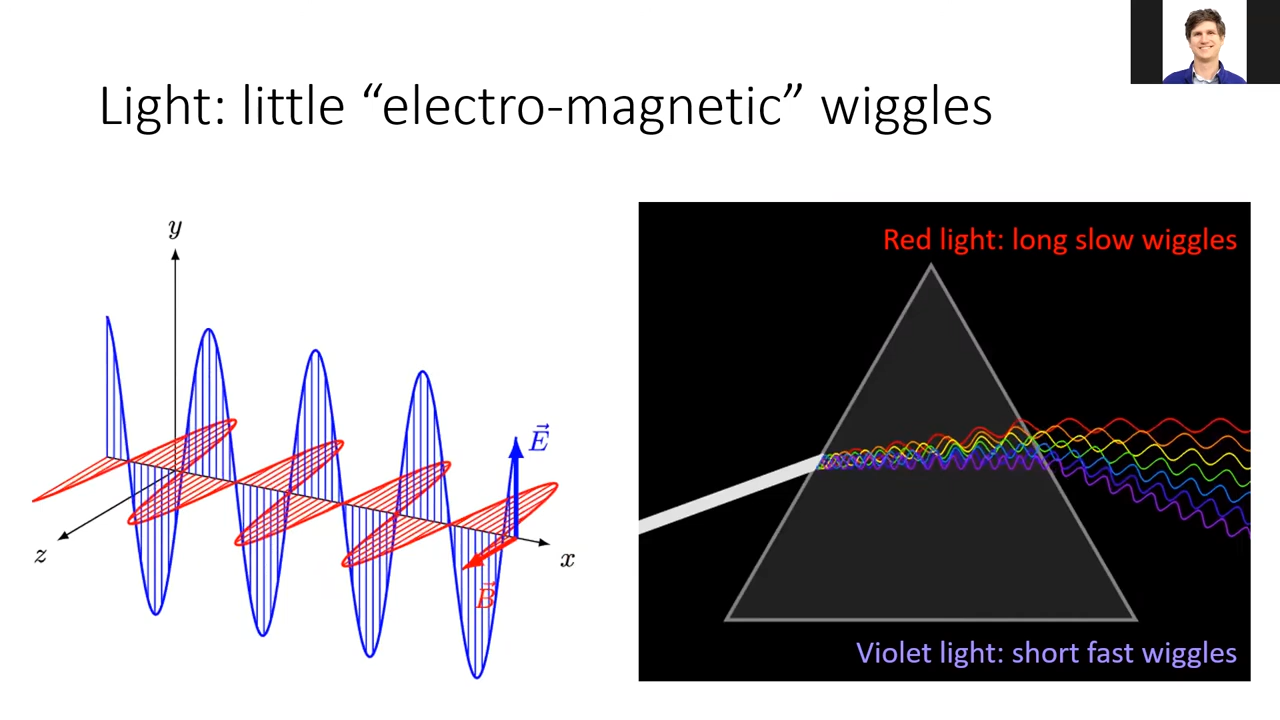 Light: little “electro-magnetic” wiggles
y
z
x
E⃗
B⃗
Red light: long slow wiggles
Violet light: short fast wiggles